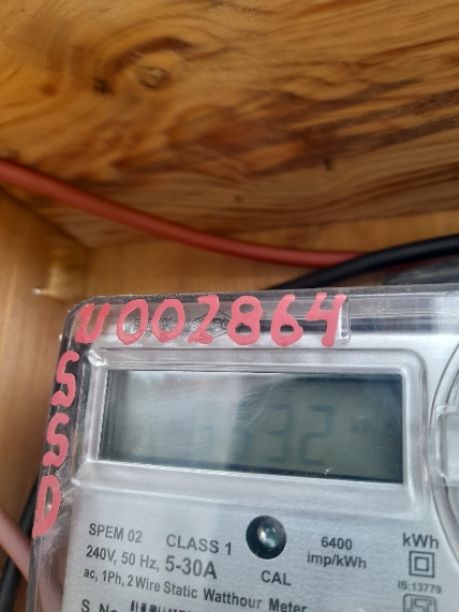 U002864
SSD
SPEM 02
CLASS 1
6400
kWh
240V, 50 Hz, 5-30A
imp/kWh
ac, 1Ph, 2 Wire Static Watthour Meter
CAL
IS:13779
S. No.